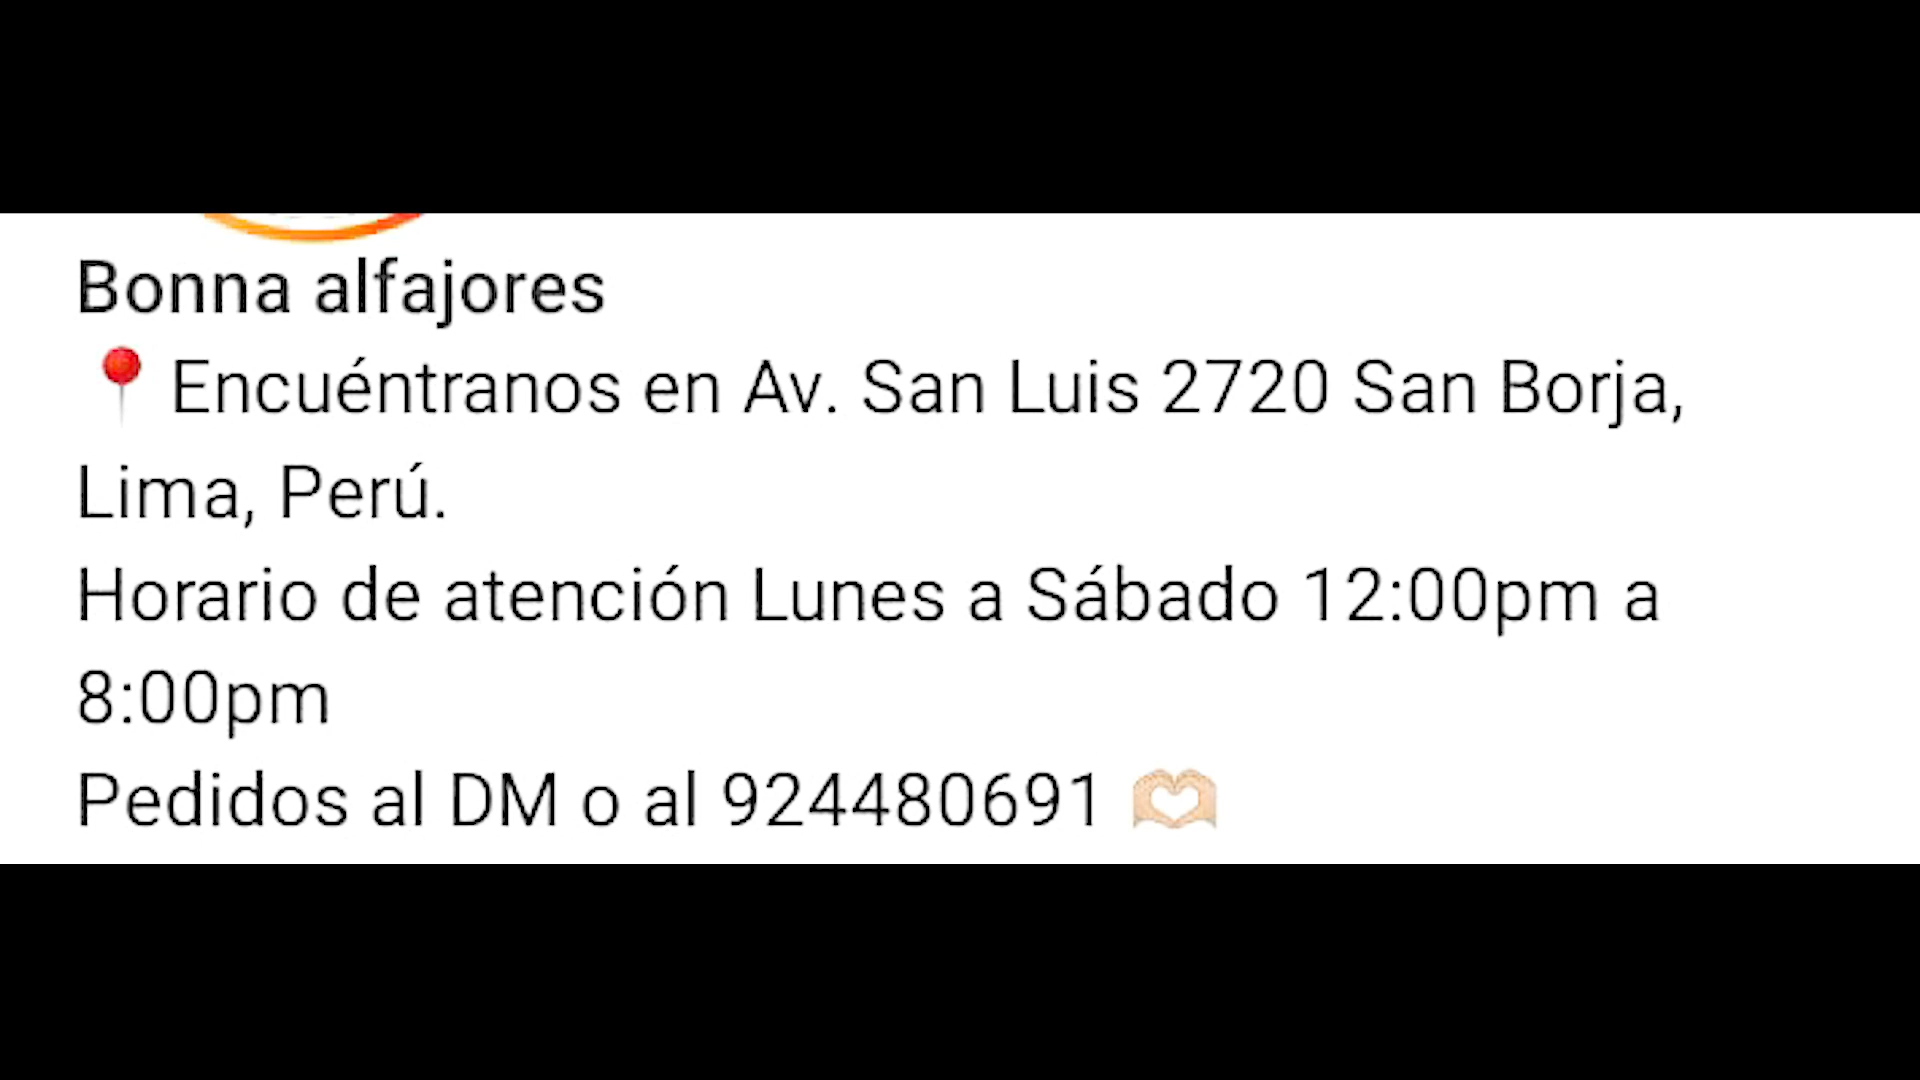 Bonna alfajores
📍Encuéntranos en Av. San Luis 2720 San Borja,
Lima, Perú.
Horario de atención Lunes a Sábado 12:00pm a
8:00pm
Pedidos al DM o al 924480691 🫶🏻